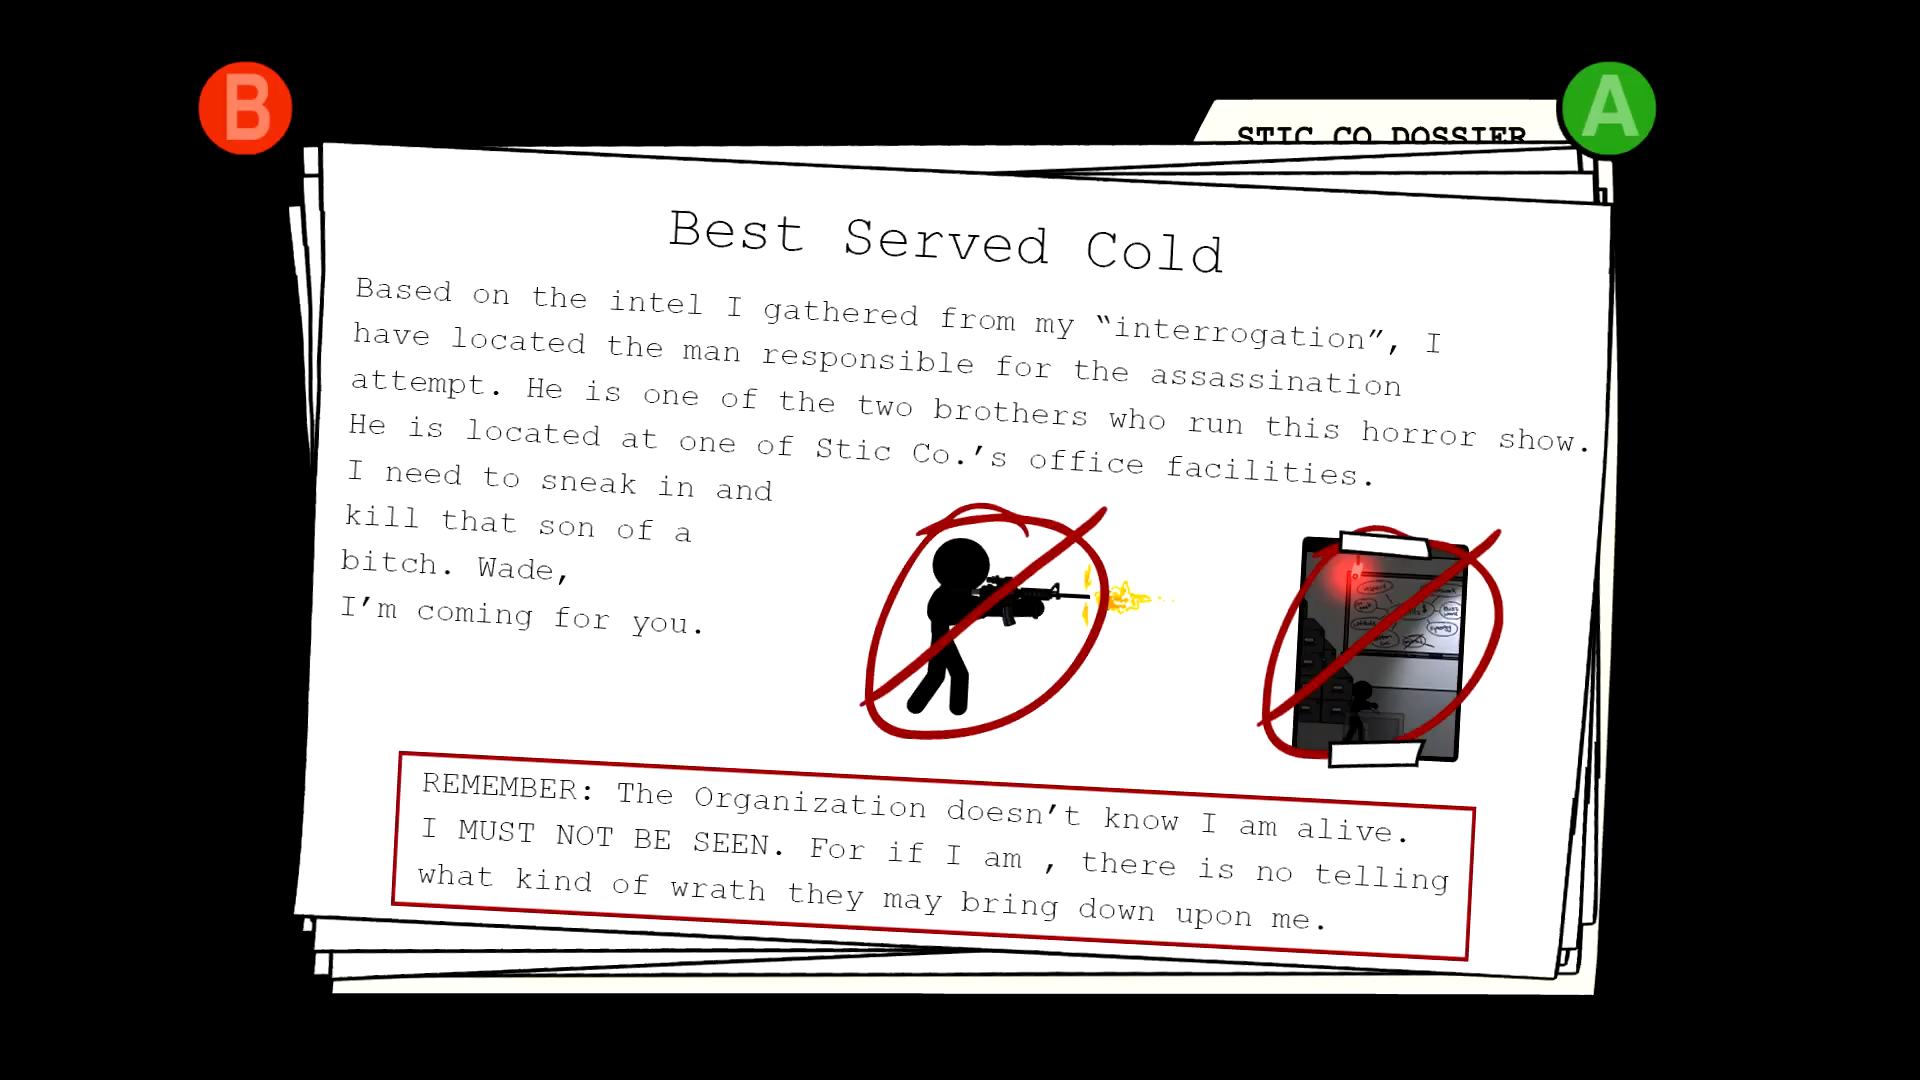 B
A
STIC CO DOSSIER
Best Served Cold
Based on the intel I gathered from my “interrogation”, I
have located the man responsible for the assassination
attempt. He is one of the two brothers who run this horror show.
He is located at one of Stic Co.’s office facilities.
I need to sneak in and
kill that son of a
bitch. Wade,
I’m coming for you.
REMEMBER: The Organization doesn’t know I am alive.
I MUST NOT BE SEEN. For if I am , there is no telling
what kind of wrath they may bring down upon me.